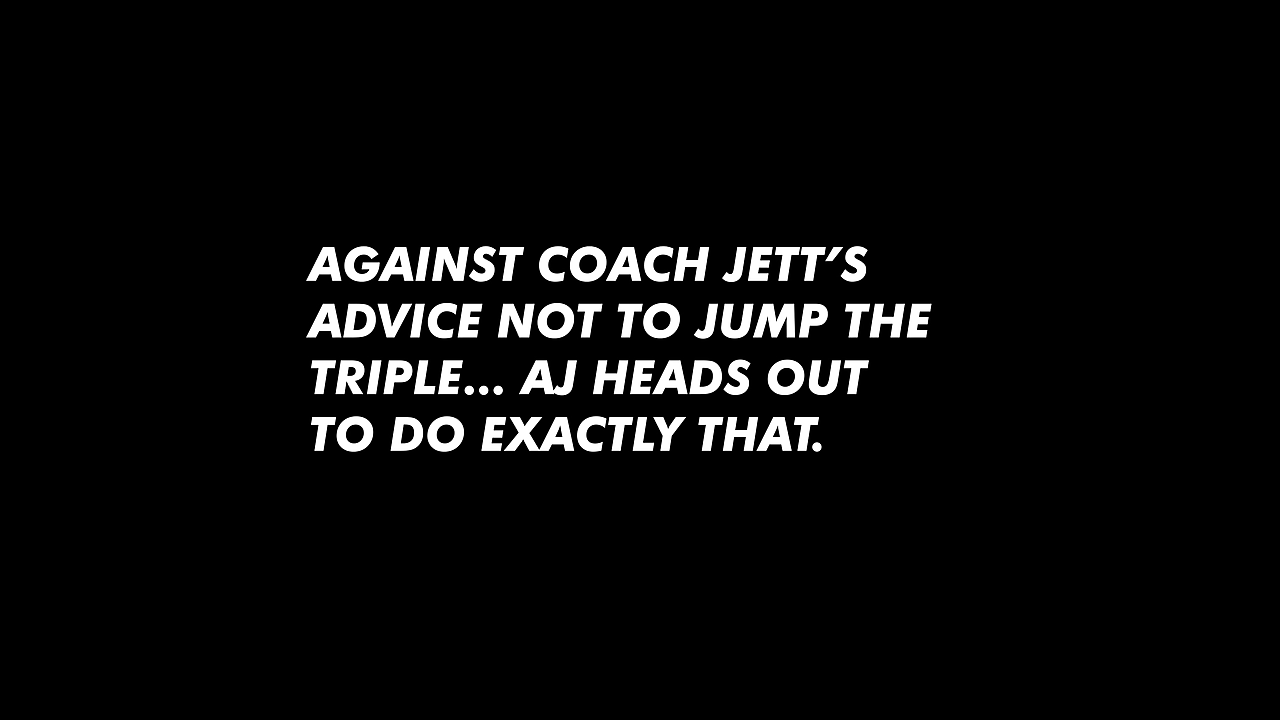 AGAINST COACH JETT’S
ADVICE NOT TO JUMP THE
TRIPLE... AJ HEADS OUT
TO DO EXACTLY THAT.